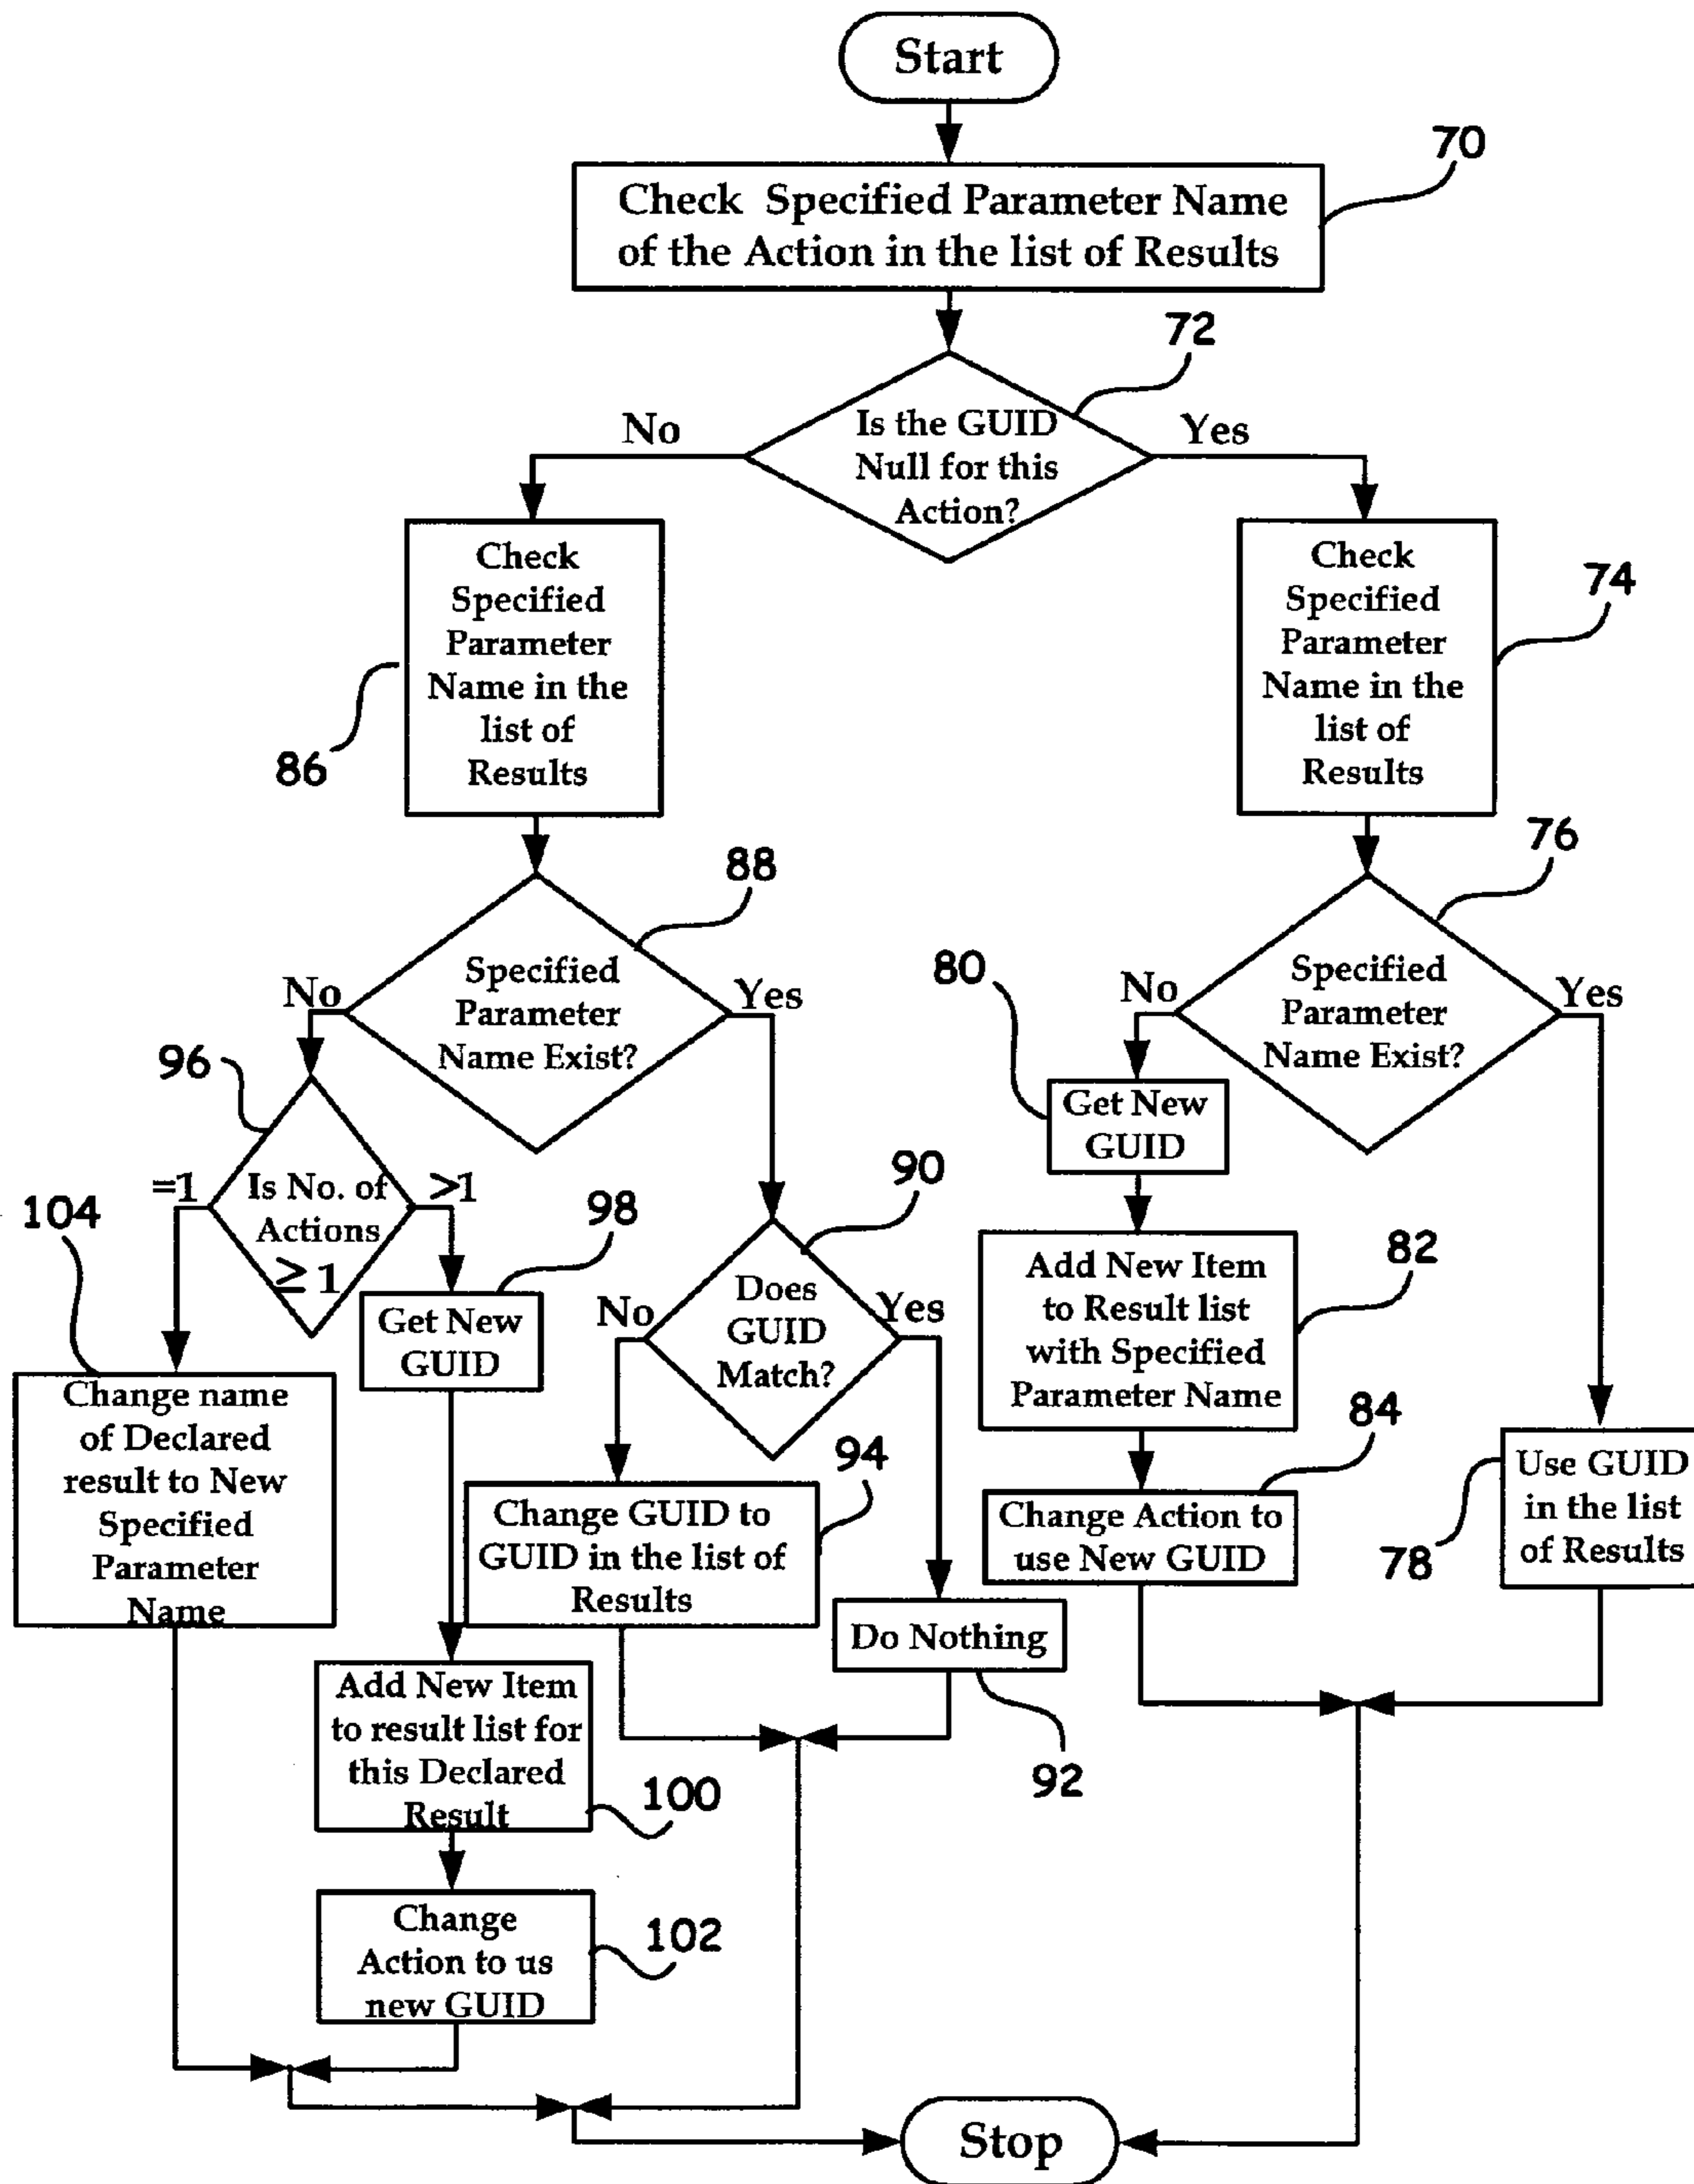 Start
70
Check Specified Parameter Name
of the Action in the list of Results
72
Is the GUID
Null for this
Action?
No
Yes
Check
Specified
Parameter
Name in the
list of
Results
86
Check
Specified
Parameter
Name in the
list of
Results
74
88
Specified
Parameter
Name Exist?
No
Yes
76
Specified
Parameter
Name Exist?
No
Yes
80
Get New
GUID
96
Is No. of
Actions
≥ 1
=1
>1
104
98
Get New
GUID
90
Does
GUID
Match?
No
Yes
Add New Item
to Result list
with Specified
Parameter Name
82
Change name
of Declared
result to New
Specified
Parameter
Name
94
Change GUID to
GUID in the list of
Results
84
Change Action to
use New GUID
Use GUID
in the list
of Results
78
Do Nothing
92
Add New Item
to result list for
this Declared
Result
100
Change
Action to us
new GUID
102
Stop